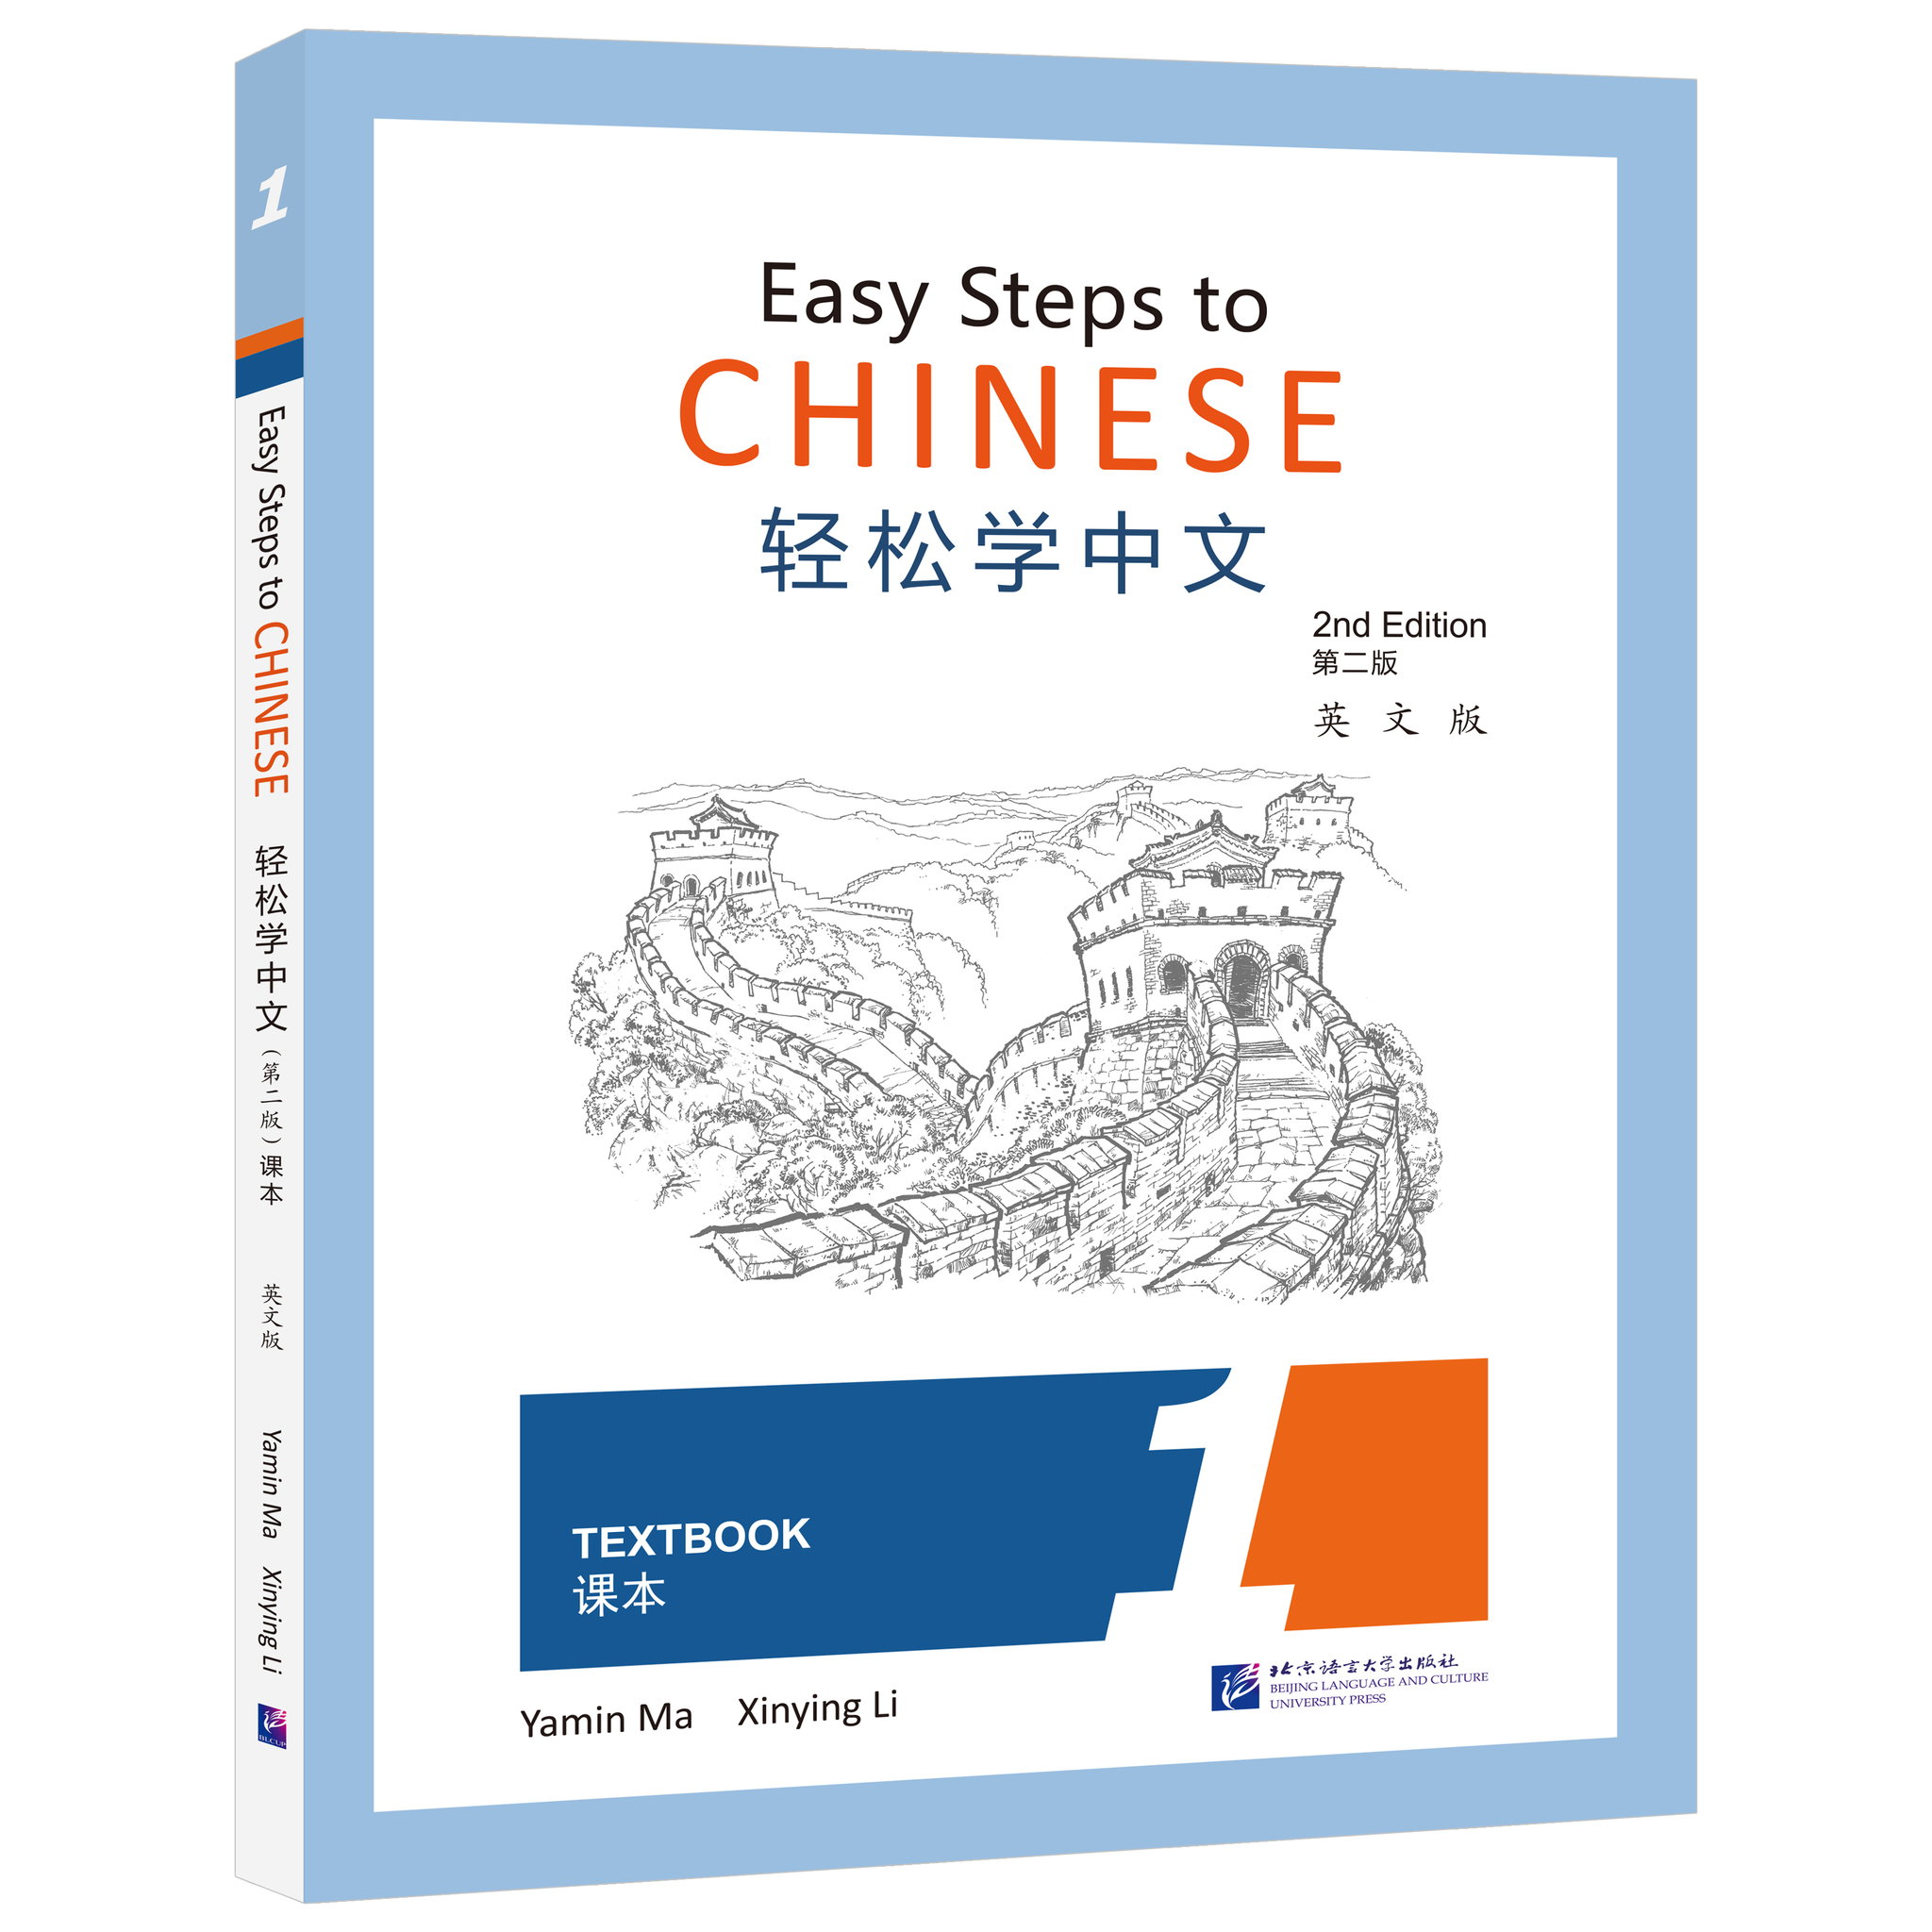 1
Easy Steps to CHINESE 轻松学中文（第二版）课本 英文版 Yamin Ma Xinying Li
BLCUP
Easy Steps to
CHINESE
轻松学中文
2nd Edition
第二版
英文版
1
TEXTBOOK
课本
Yamin Ma Xinying Li
北京语言大学出版社
BEIJING LANGUAGE AND CULTURE
UNIVERSITY PRESS